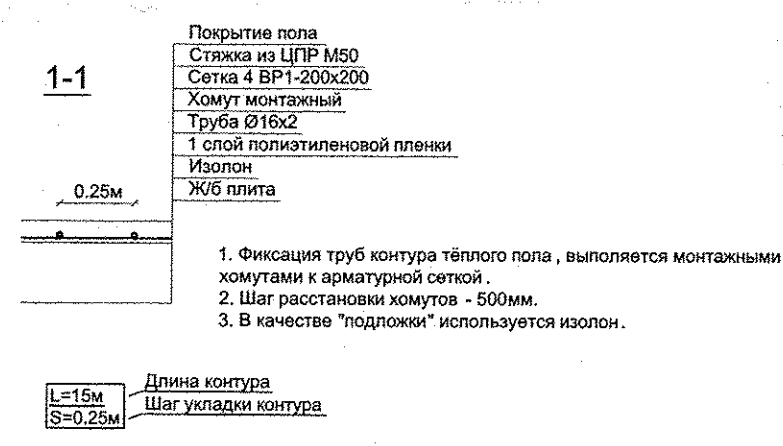 1-1
Покрытие пола
Стяжка из ЦПР М50
Сетка 4 ВР1-200х200
Хомут монтажный
Труба Ø16х2
1 слой полиэтиленовой пленки
Изолон
Ж/б плита
0.25м
1. Фиксация труб контура тёплого пола , выполяется монтажными
хомутами к арматурной сеткой .
2. Шаг расстановки хомутов - 500мм.
3. В качестве "подложки" используется изолон .
L=15м
S=0,25м
Длина контура
Шаг укладки контура